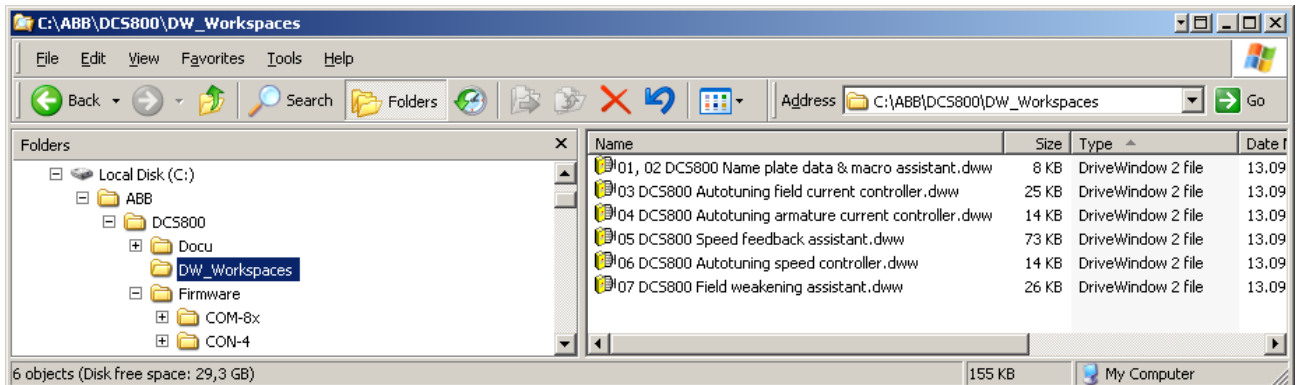 C:\ABB\DCS800\DW_Workspaces
File Edit View Favorites Tools Help
Back Search Folders Address C:\ABB\DCS800\DW_Workspaces Go
Folders x
Local Disk (C:)
ABB
DCS800
Docu
DW_Workspaces
Firmware
COM-8x
CON-4
Name Size Type Date
01, 02 DCS800 Name plate data & macro assistant.dww 8 KB DriveWindow 2 file 13.09
03 DCS800 Autotuning field current controller.dww 25 KB DriveWindow 2 file 13.09
04 DCS800 Autotuning armature current controller.dww 14 KB DriveWindow 2 file 13.09
05 DCS800 Speed feedback assistant.dww 73 KB DriveWindow 2 file 13.09
06 DCS800 Autotuning speed controller.dww 14 KB DriveWindow 2 file 13.09
07 DCS800 Field weakening assistant.dww 26 KB DriveWindow 2 file 13.09
6 objects (Disk free space: 29,3 GB) 155 KB My Computer